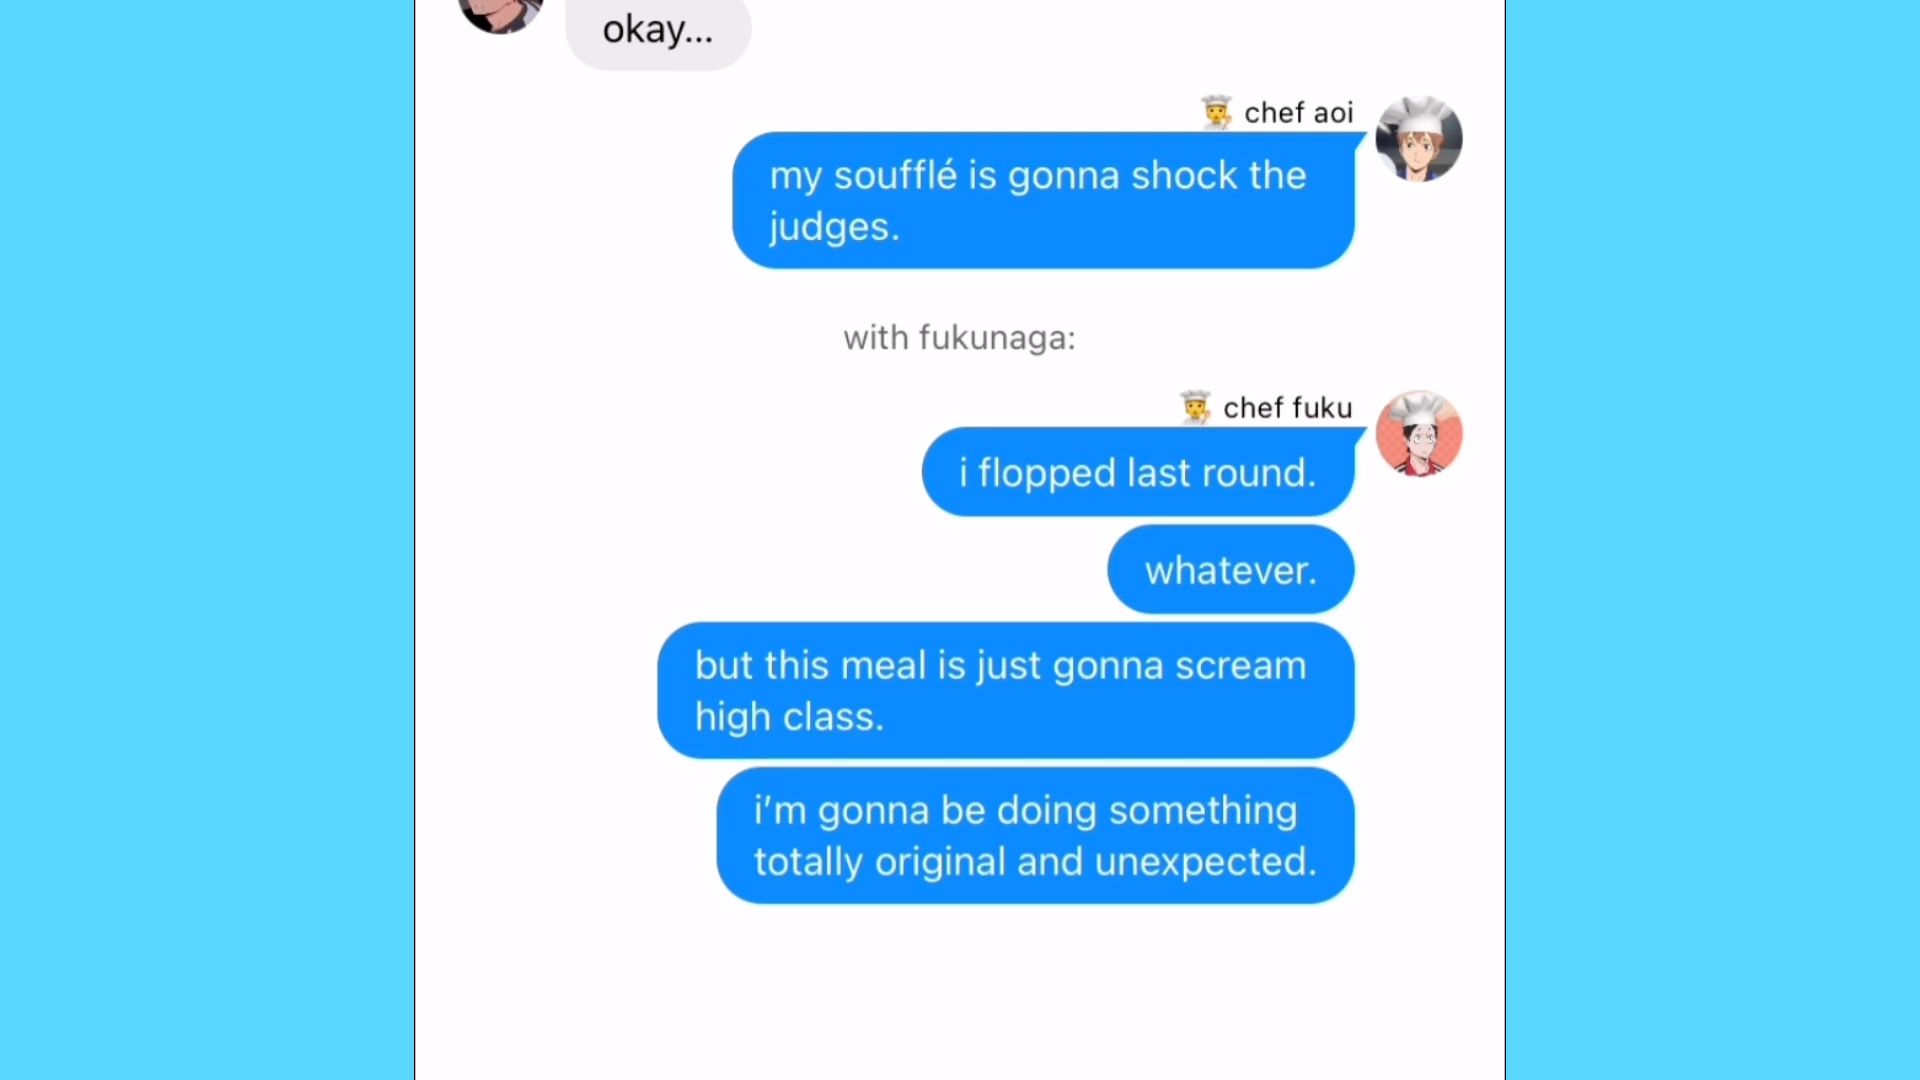 okay...
🧑‍🍳 chef aoi
my soufflé is gonna shock the
judges.
with fukunaga:
🧑‍🍳 chef fuku
i flopped last round.
whatever.
but this meal is just gonna scream
high class.
i’m gonna be doing something
totally original and unexpected.